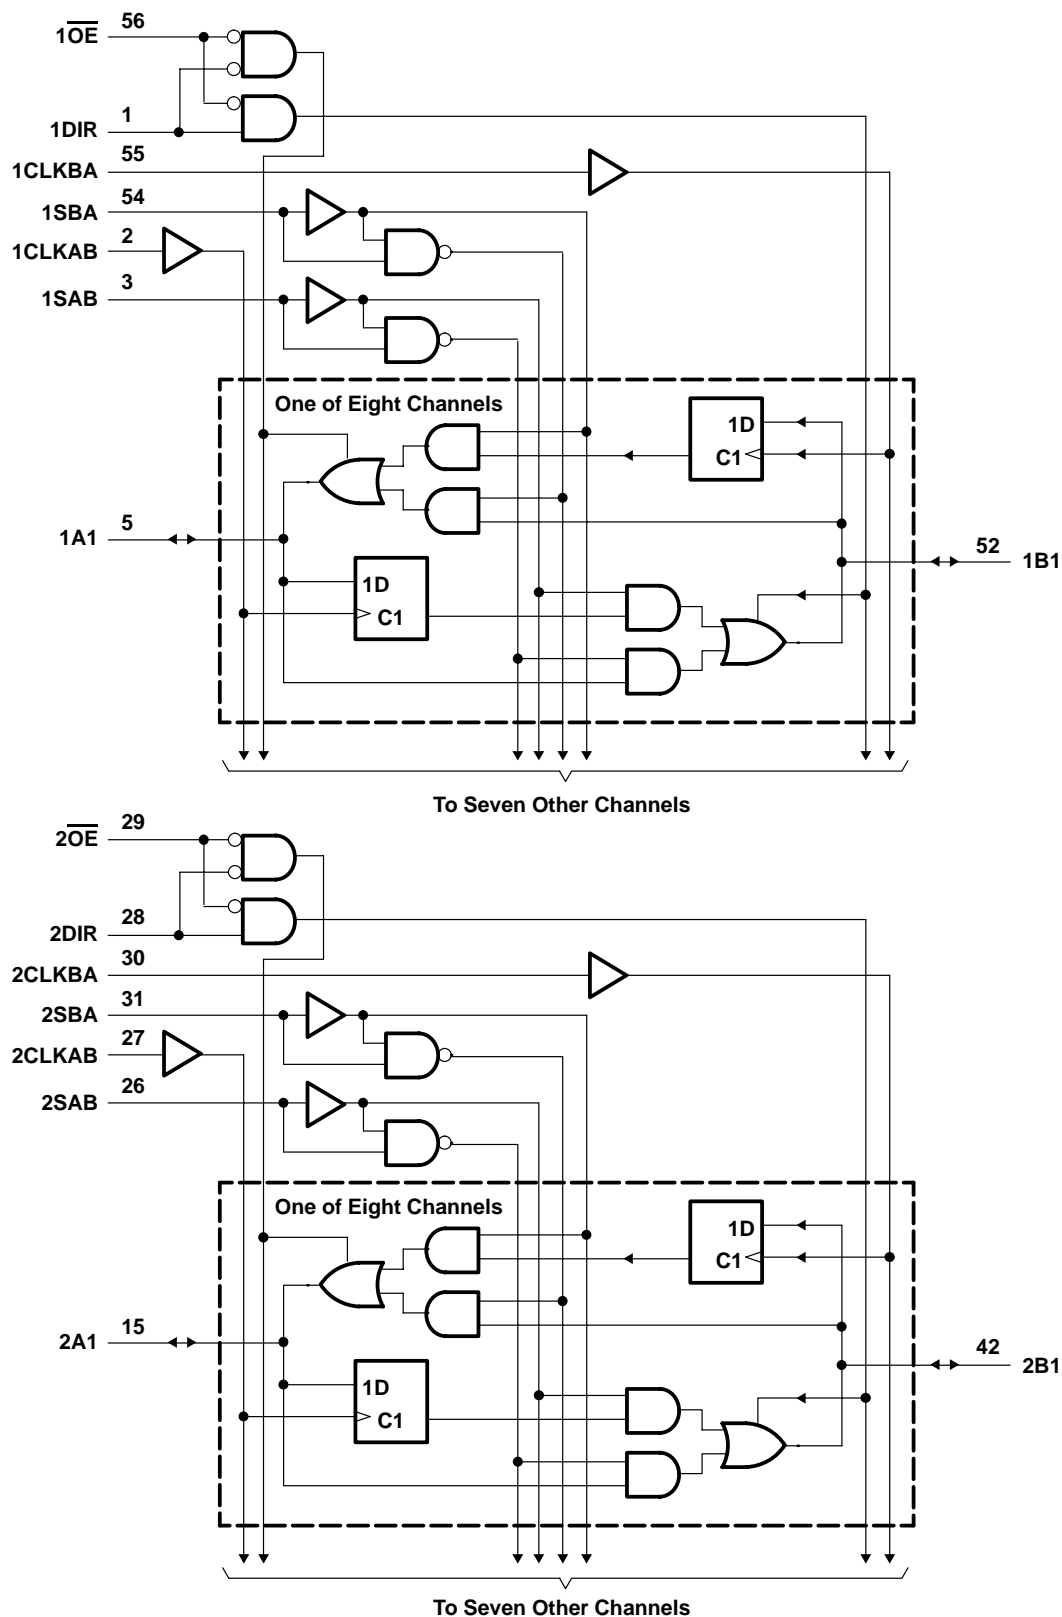 1OE 56
1DIR 1
1CLKBA 55
1SBA 54
1CLKAB 2
1SAB 3
One of Eight Channels
1D
C1
1A1 5
52 1B1
1D
C1
To Seven Other Channels
2OE 29
2DIR 28
2CLKBA 30
2SBA 31
2CLKAB 27
2SAB 26
One of Eight Channels
1D
C1
2A1 15
42 2B1
1D
C1
To Seven Other Channels